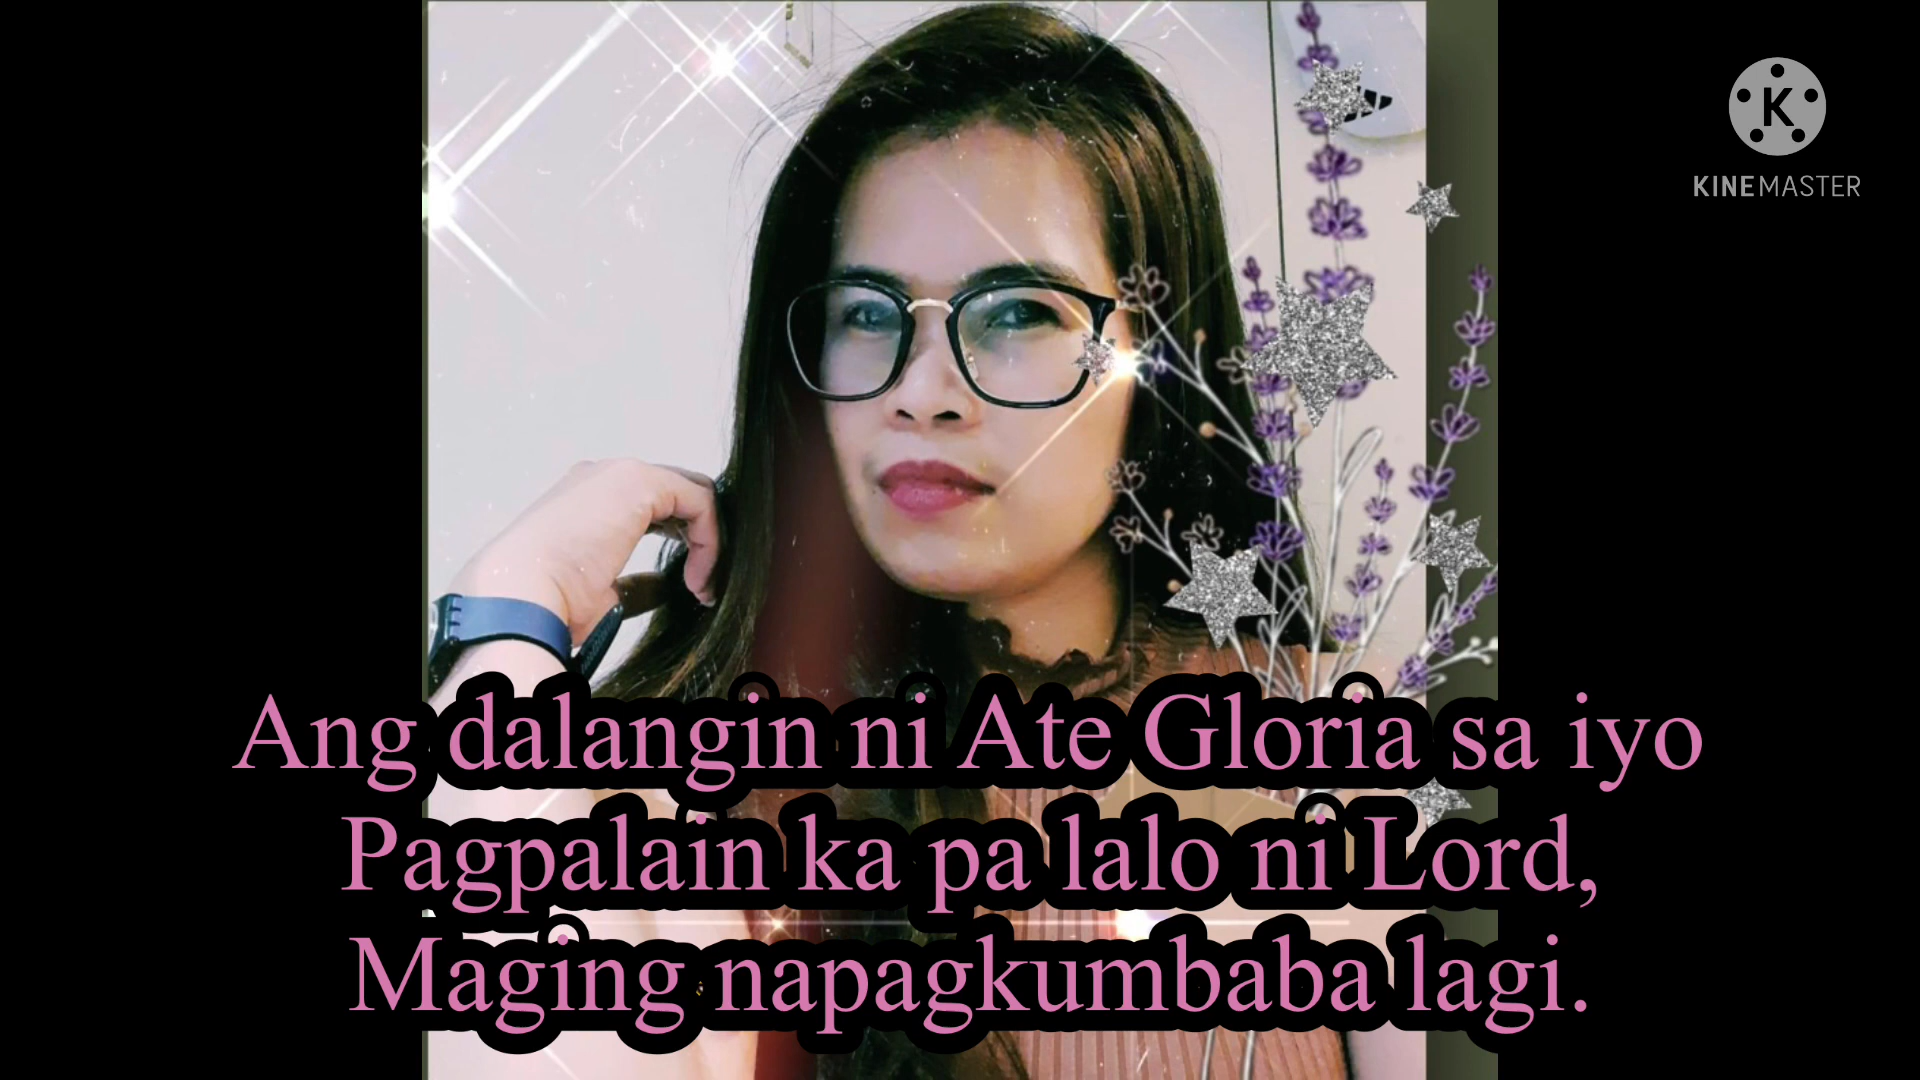 K
KINEMASTER
Ang dalangin ni Ate Gloria sa iyo
Pagpalain ka pa lalo ni Lord,
Maging napagkumbaba lagi.